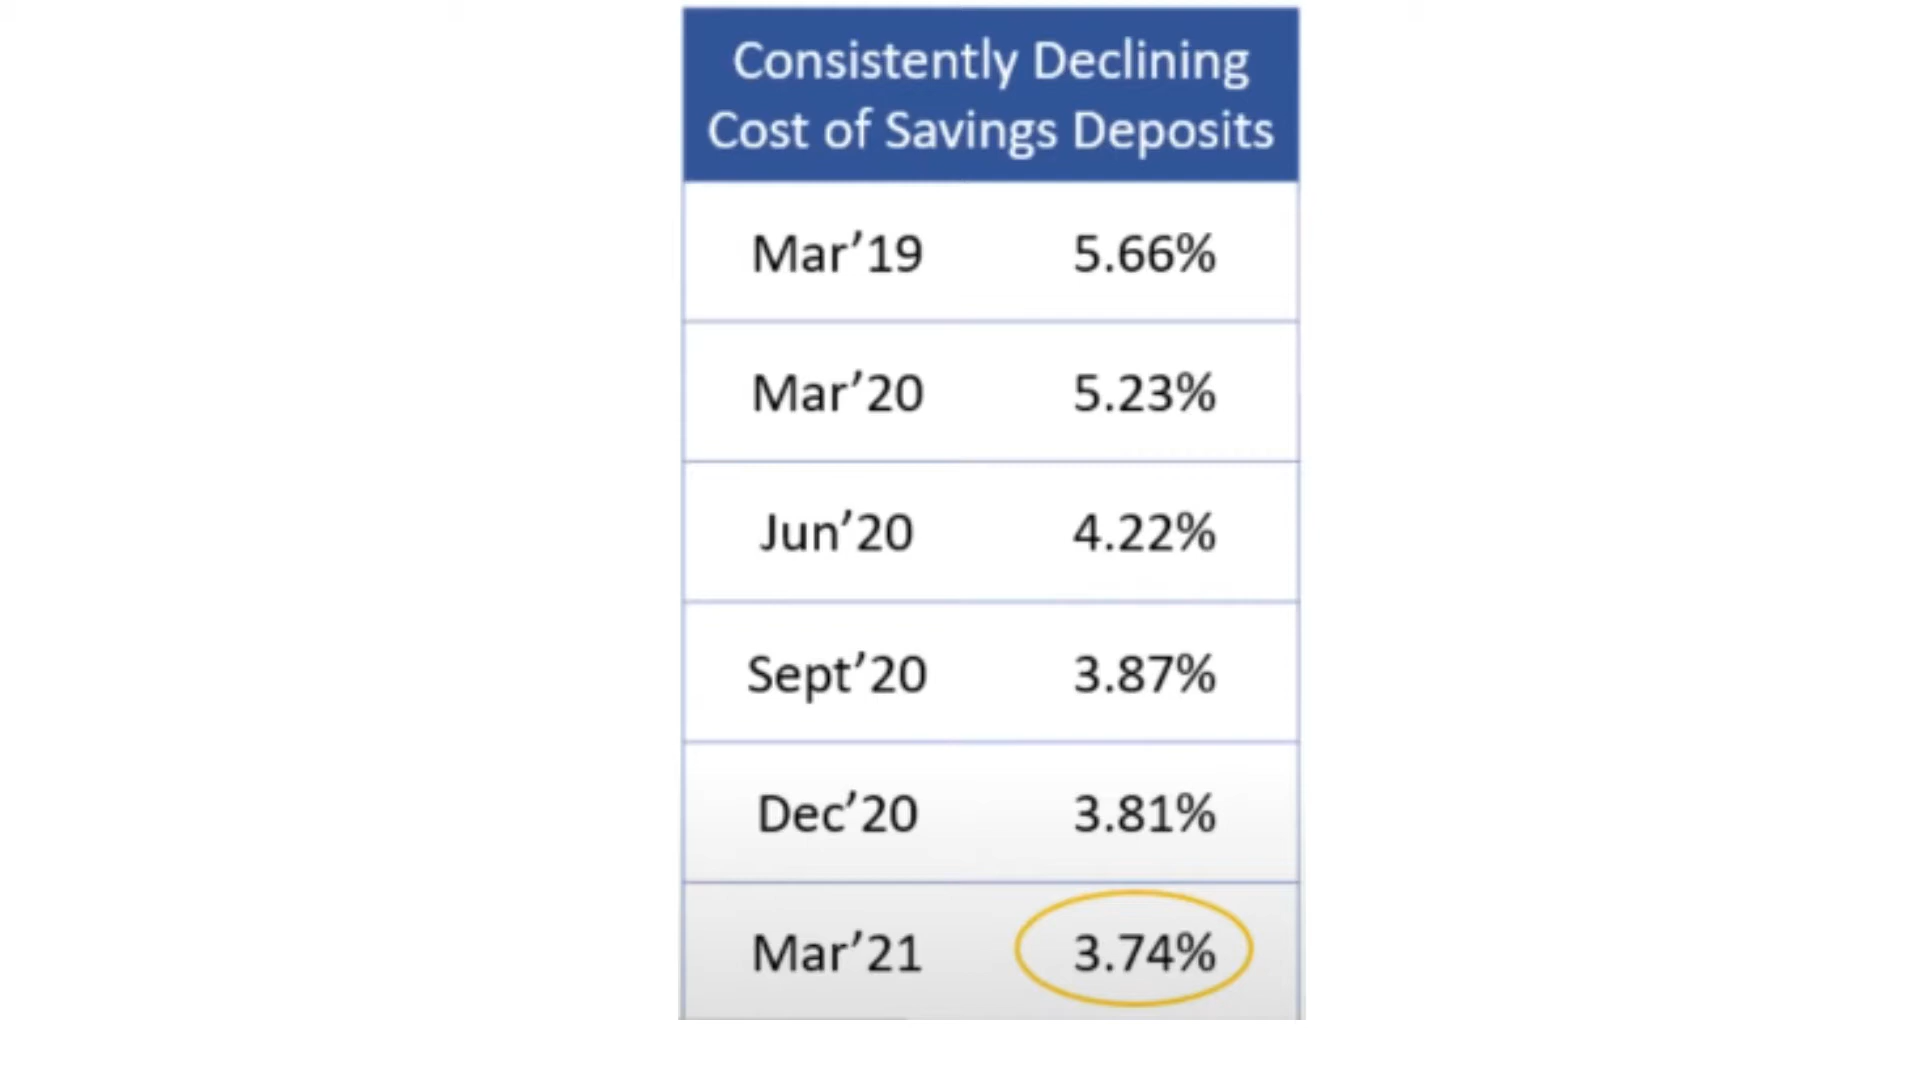 Consistently Declining
Cost of Savings Deposits
Mar’19 5.66%
Mar’20 5.23%
Jun’20 4.22%
Sept’20 3.87%
Dec’20 3.81%
Mar’21 3.74%